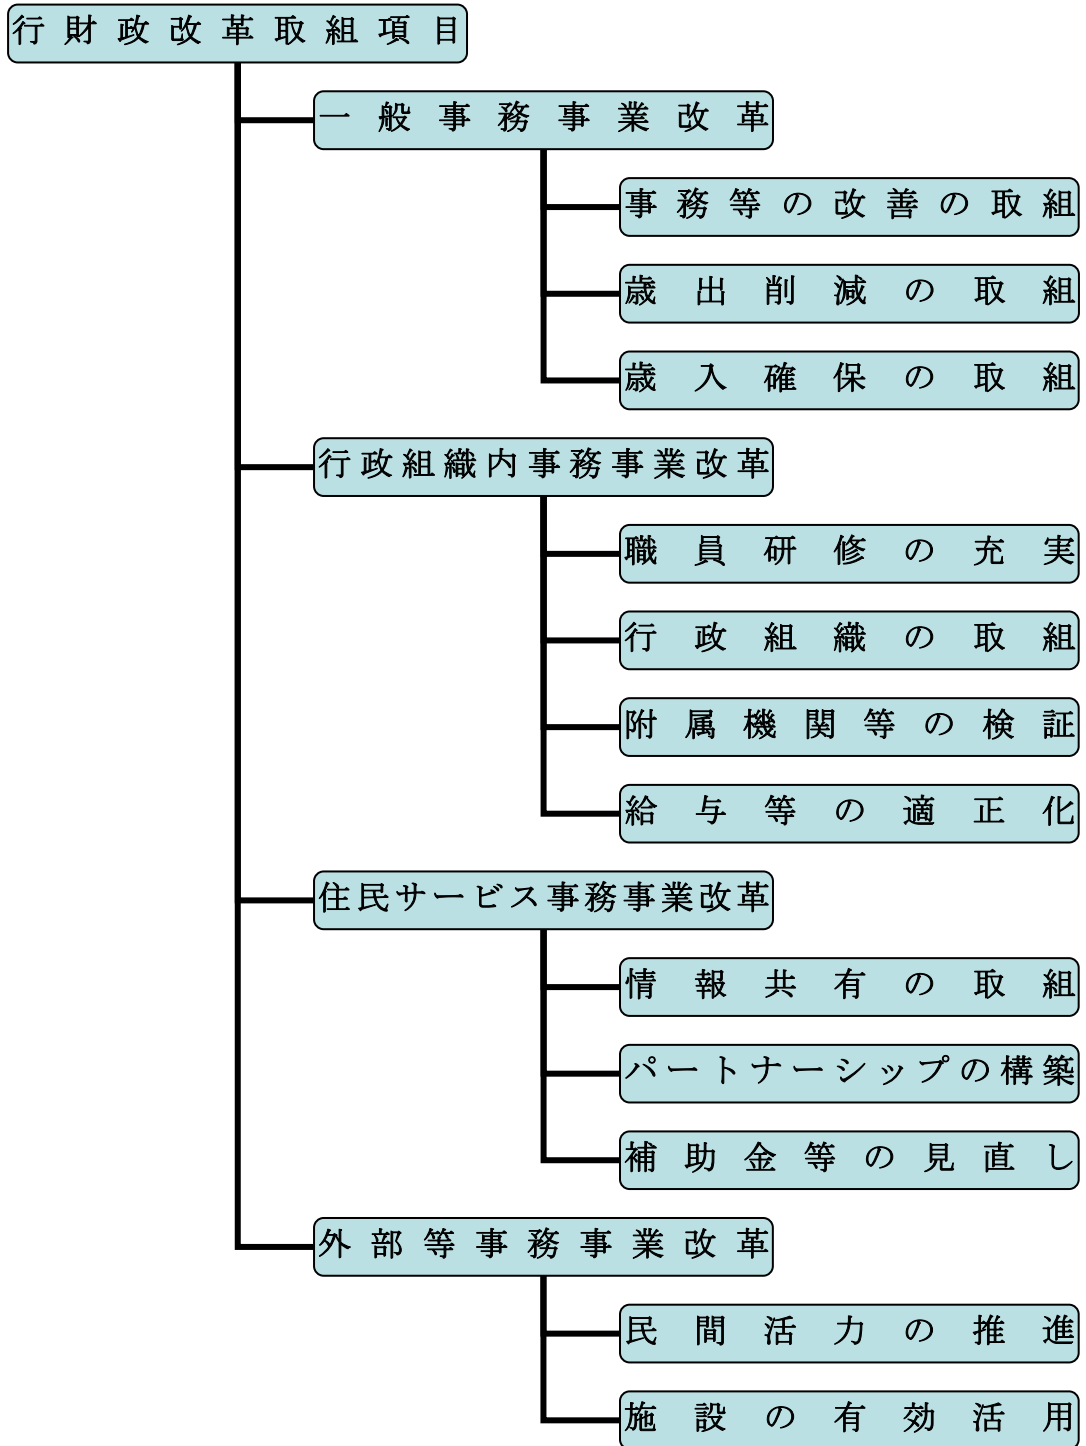 行財政改革取組項目
一般事務事業改革
事務等の改善の取組
歳出削減の取組
歳入確保の取組
行政組織内事務事業改革
職員研修の充実
行政組織の取組
附属機関等の検証
給与等の適正化
住民サービス事務事業改革
情報共有の取組
パートナーシップの構築
補助金等の見直し
外部等事務事業改革
民間活力の推進
施設の有効活用